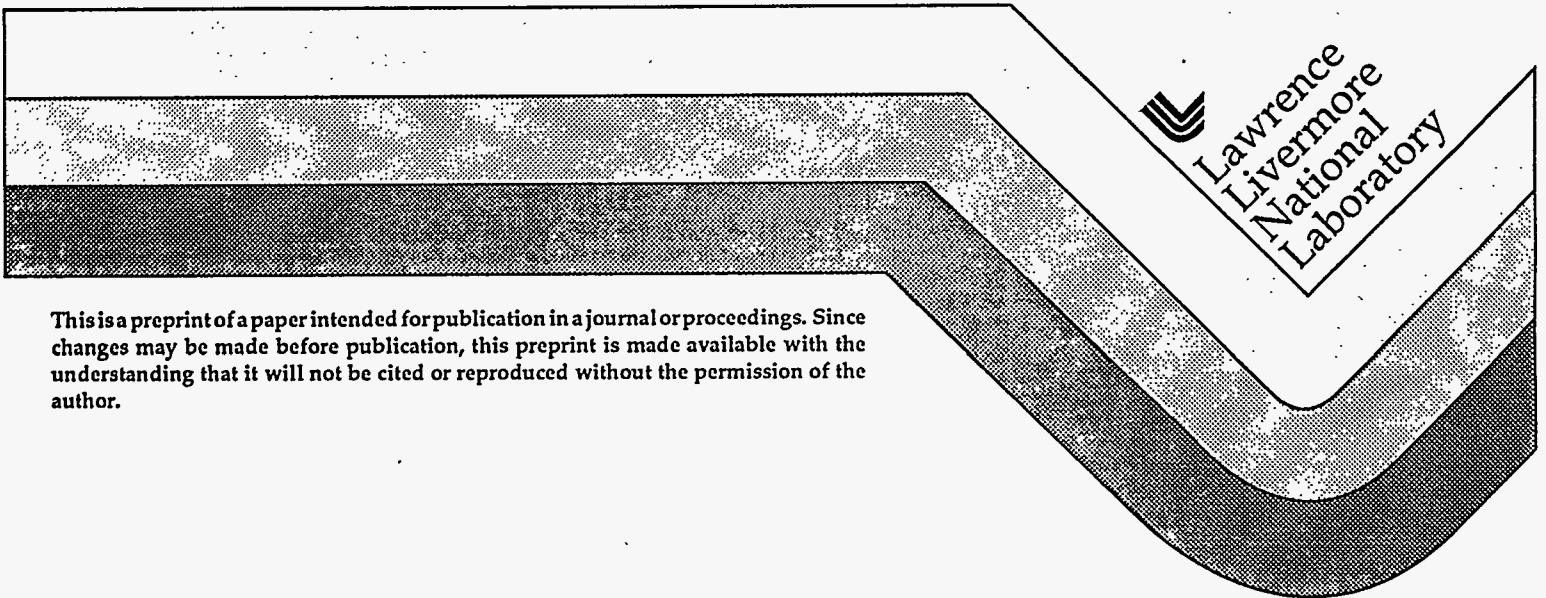 Lawrence
Livermore
National
Laboratory
This is a preprint of a paper intended for publication in a journal or proceedings. Since
changes may be made before publication, this preprint is made available with the
understanding that it will not be cited or reproduced without the permission of the
author.